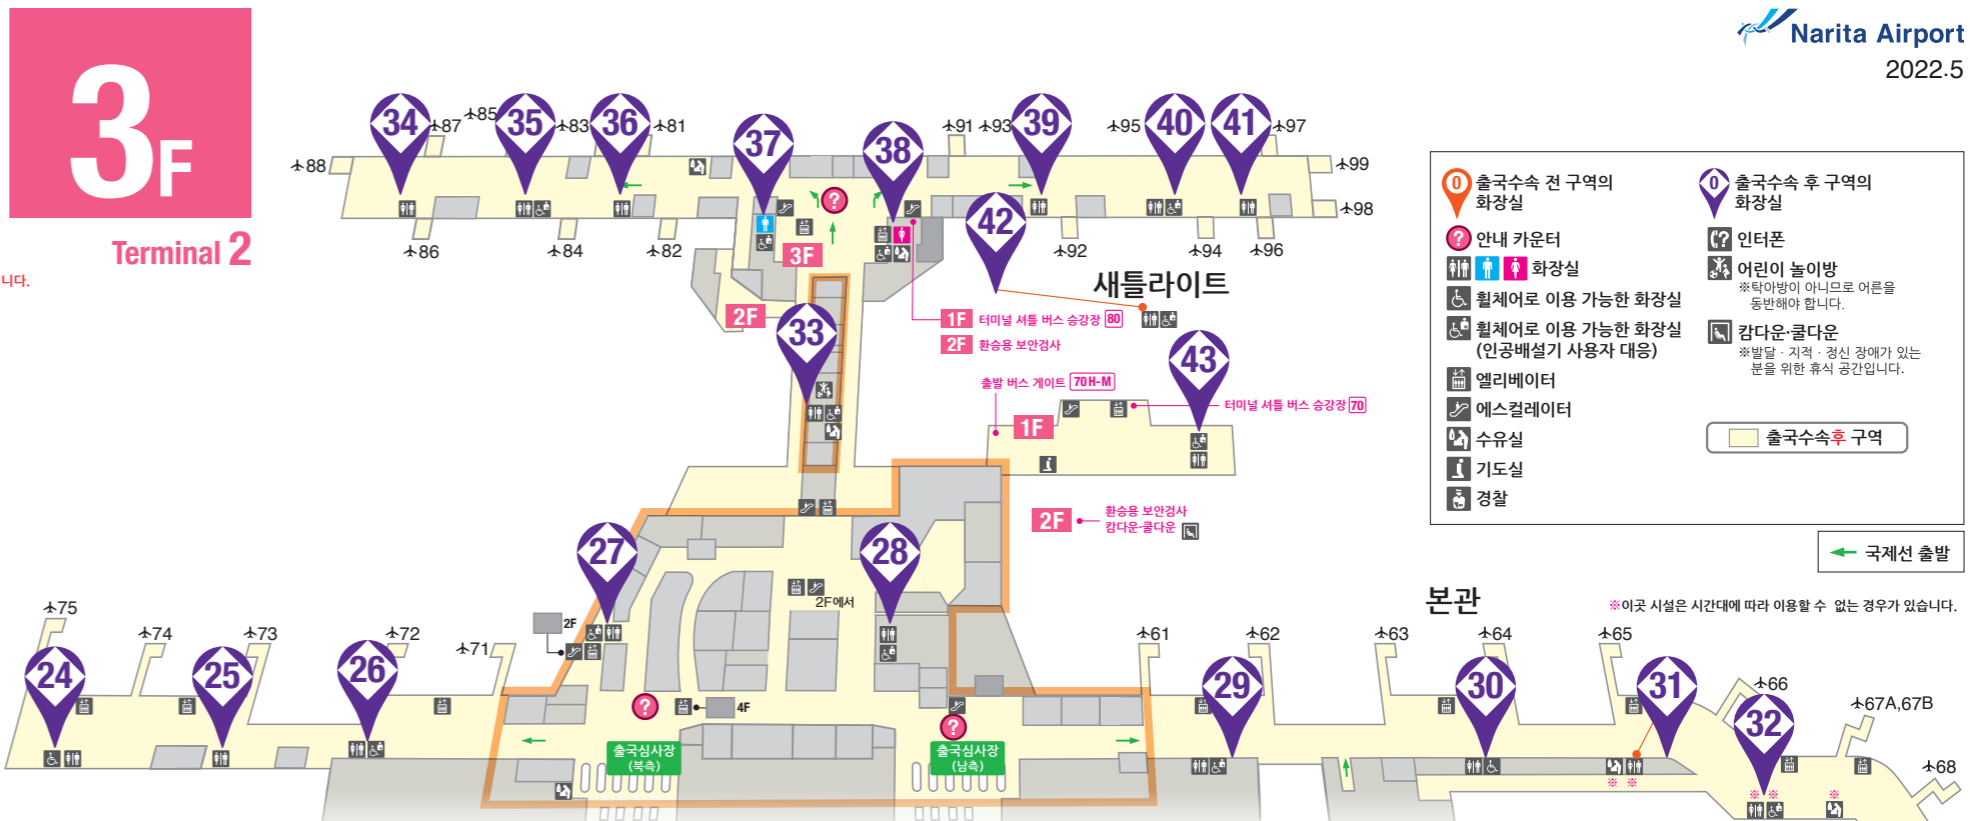 3F
Terminal 2
니다.
Narita Airport
2022.5
34
87
85
35
83
36
81
37
38
91
93
39
95
40
41
97
88
99
98
86
84
82
42
92
94
96
?
3F
새틀라이트
2F
1F 터미널 셔틀 버스 승강장 80
2F 환승용 보안검사
33
43
출발 버스 게이트 70H-M
터미널 셔틀 버스 승강장 70
1F
2F
환승용 보안검사
캄다운·쿨다운
0 출국수속 전 구역의
화장실
? 안내 카운터
화장실
휠체어로 이용 가능한 화장실
휠체어로 이용 가능한 화장실
(인공배설기 사용자 대응)
엘리베이터
에스컬레이터
수유실
기도실
경찰
0 출국수속 후 구역의
화장실
? 인터폰
어린이 놀이방
※탁아방이 아니므로 어른을
동반해야 합니다.
캄다운·쿨다운
※발달 · 지적 · 정신 장애가 있는
분을 위한 휴식 공간입니다.
출국수속후 구역
국제선 출발
본관
※이곳 시설은 시간대에 따라 이용할 수 없는 경우가 있습니다.
27
28
2F에서
2F
75
74
73
72
71
61
62
63
64
65
66
67A,67B
68
24
25
26
29
30
31
32
?
4F
?
출국심사장
(북측)
출국심사장
(남측)
※ ※
※ ※
※